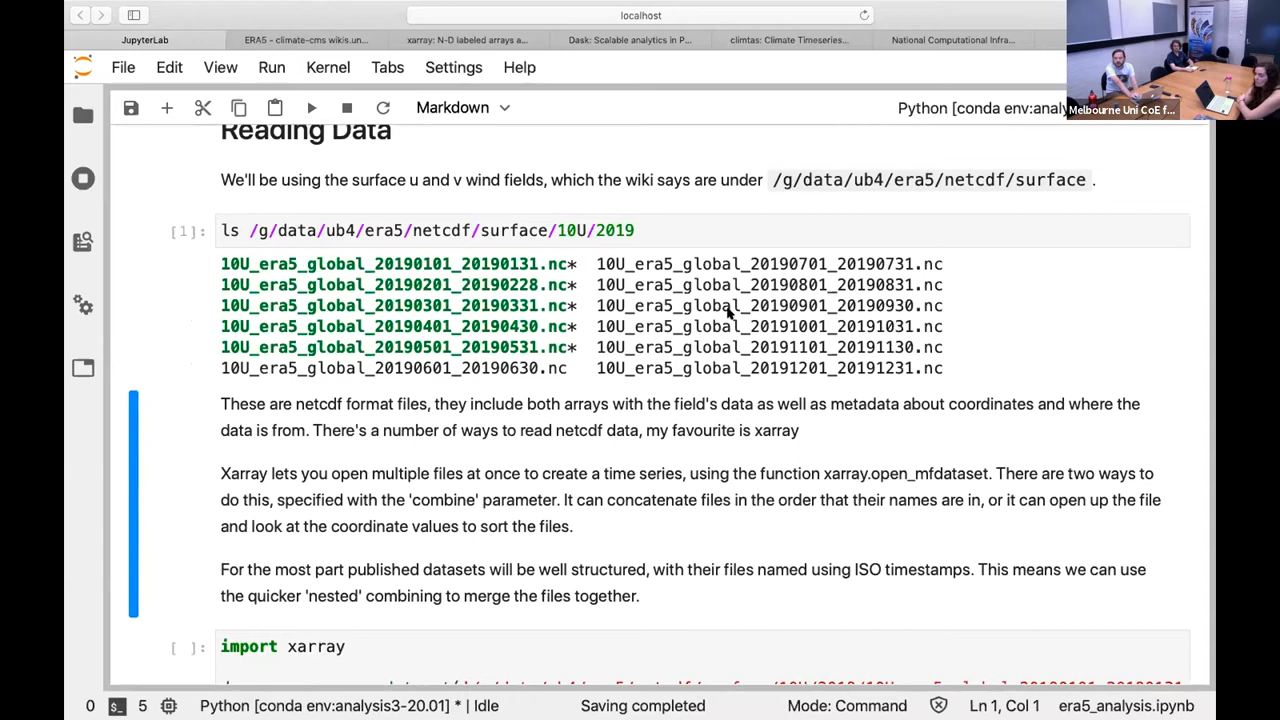 localhost
JupyterLab
ERA5 - climate-cms wikis.un...
xarray: N-D labeled arrays a...
Dask: Scalable analytics in P...
climtas: Climate Timeseries...
National Computational Infra...
File Edit View Run Kernel Tabs Settings Help
Markdown
Python [conda env:analy
Melbourne Uni CoE f...
Reading Data
We'll be using the surface u and v wind fields, which the wiki says are under /g/data/ub4/era5/netcdf/surface .
[1]: ls /g/data/ub4/era5/netcdf/surface/10U/2019
10U_era5_global_20190101_20190131.nc* 10U_era5_global_20190701_20190731.nc
10U_era5_global_20190201_20190228.nc* 10U_era5_global_20190801_20190831.nc
10U_era5_global_20190301_20190331.nc* 10U_era5_global_20190901_20190930.nc
10U_era5_global_20190401_20190430.nc* 10U_era5_global_20191001_20191031.nc
10U_era5_global_20190501_20190531.nc* 10U_era5_global_20191101_20191130.nc
10U_era5_global_20190601_20190630.nc 10U_era5_global_20191201_20191231.nc
These are netcdf format files, they include both arrays with the field's data as well as metadata about coordinates and where the
data is from. There's a number of ways to read netcdf data, my favourite is xarray
Xarray lets you open multiple files at once to create a time series, using the function xarray.open_mfdataset. There are two ways to
do this, specified with the 'combine' parameter. It can concatenate files in the order that their names are in, or it can open up the file
and look at the coordinate values to sort the files.
For the most part published datasets will be well structured, with their files named using ISO timestamps. This means we can use
the quicker 'nested' combining to merge the files together.
[ ]: import xarray
0 $_ 5 Python [conda env:analysis3-20.01] * | Idle Saving completed Mode: Command Ln 1, Col 1 era5_analysis.ipynb